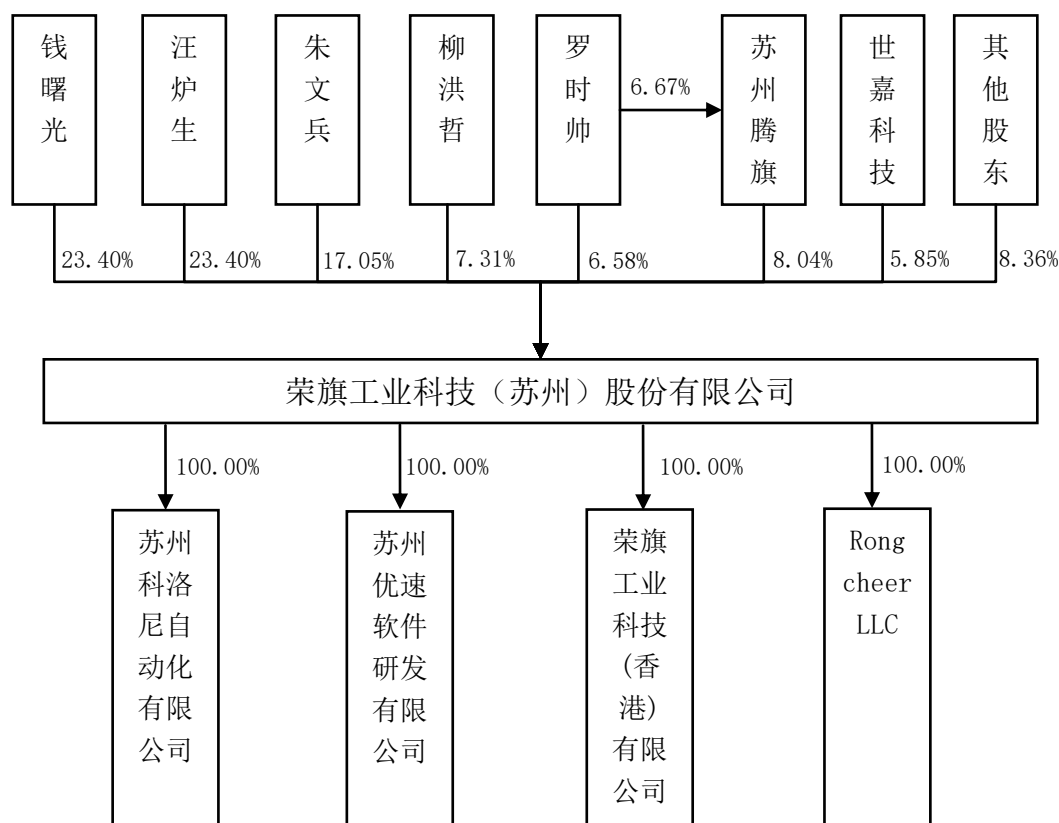 钱曙光
汪炉生
朱文兵
柳洪哲
罗时帅
6.67%
苏州腾旗
世嘉科技
其他股东
23.40%
23.40%
17.05%
7.31%
6.58%
8.04%
5.85%
8.36%
荣旗工业科技（苏州）股份有限公司
100.00%
100.00%
100.00%
100.00%
苏州
科洛
尼自
动化
有限
公司
苏州
优速
软件
研发
有限
公司
荣旗
工业
科技
(香
港)
有限
公司
Rong
cheer
LLC